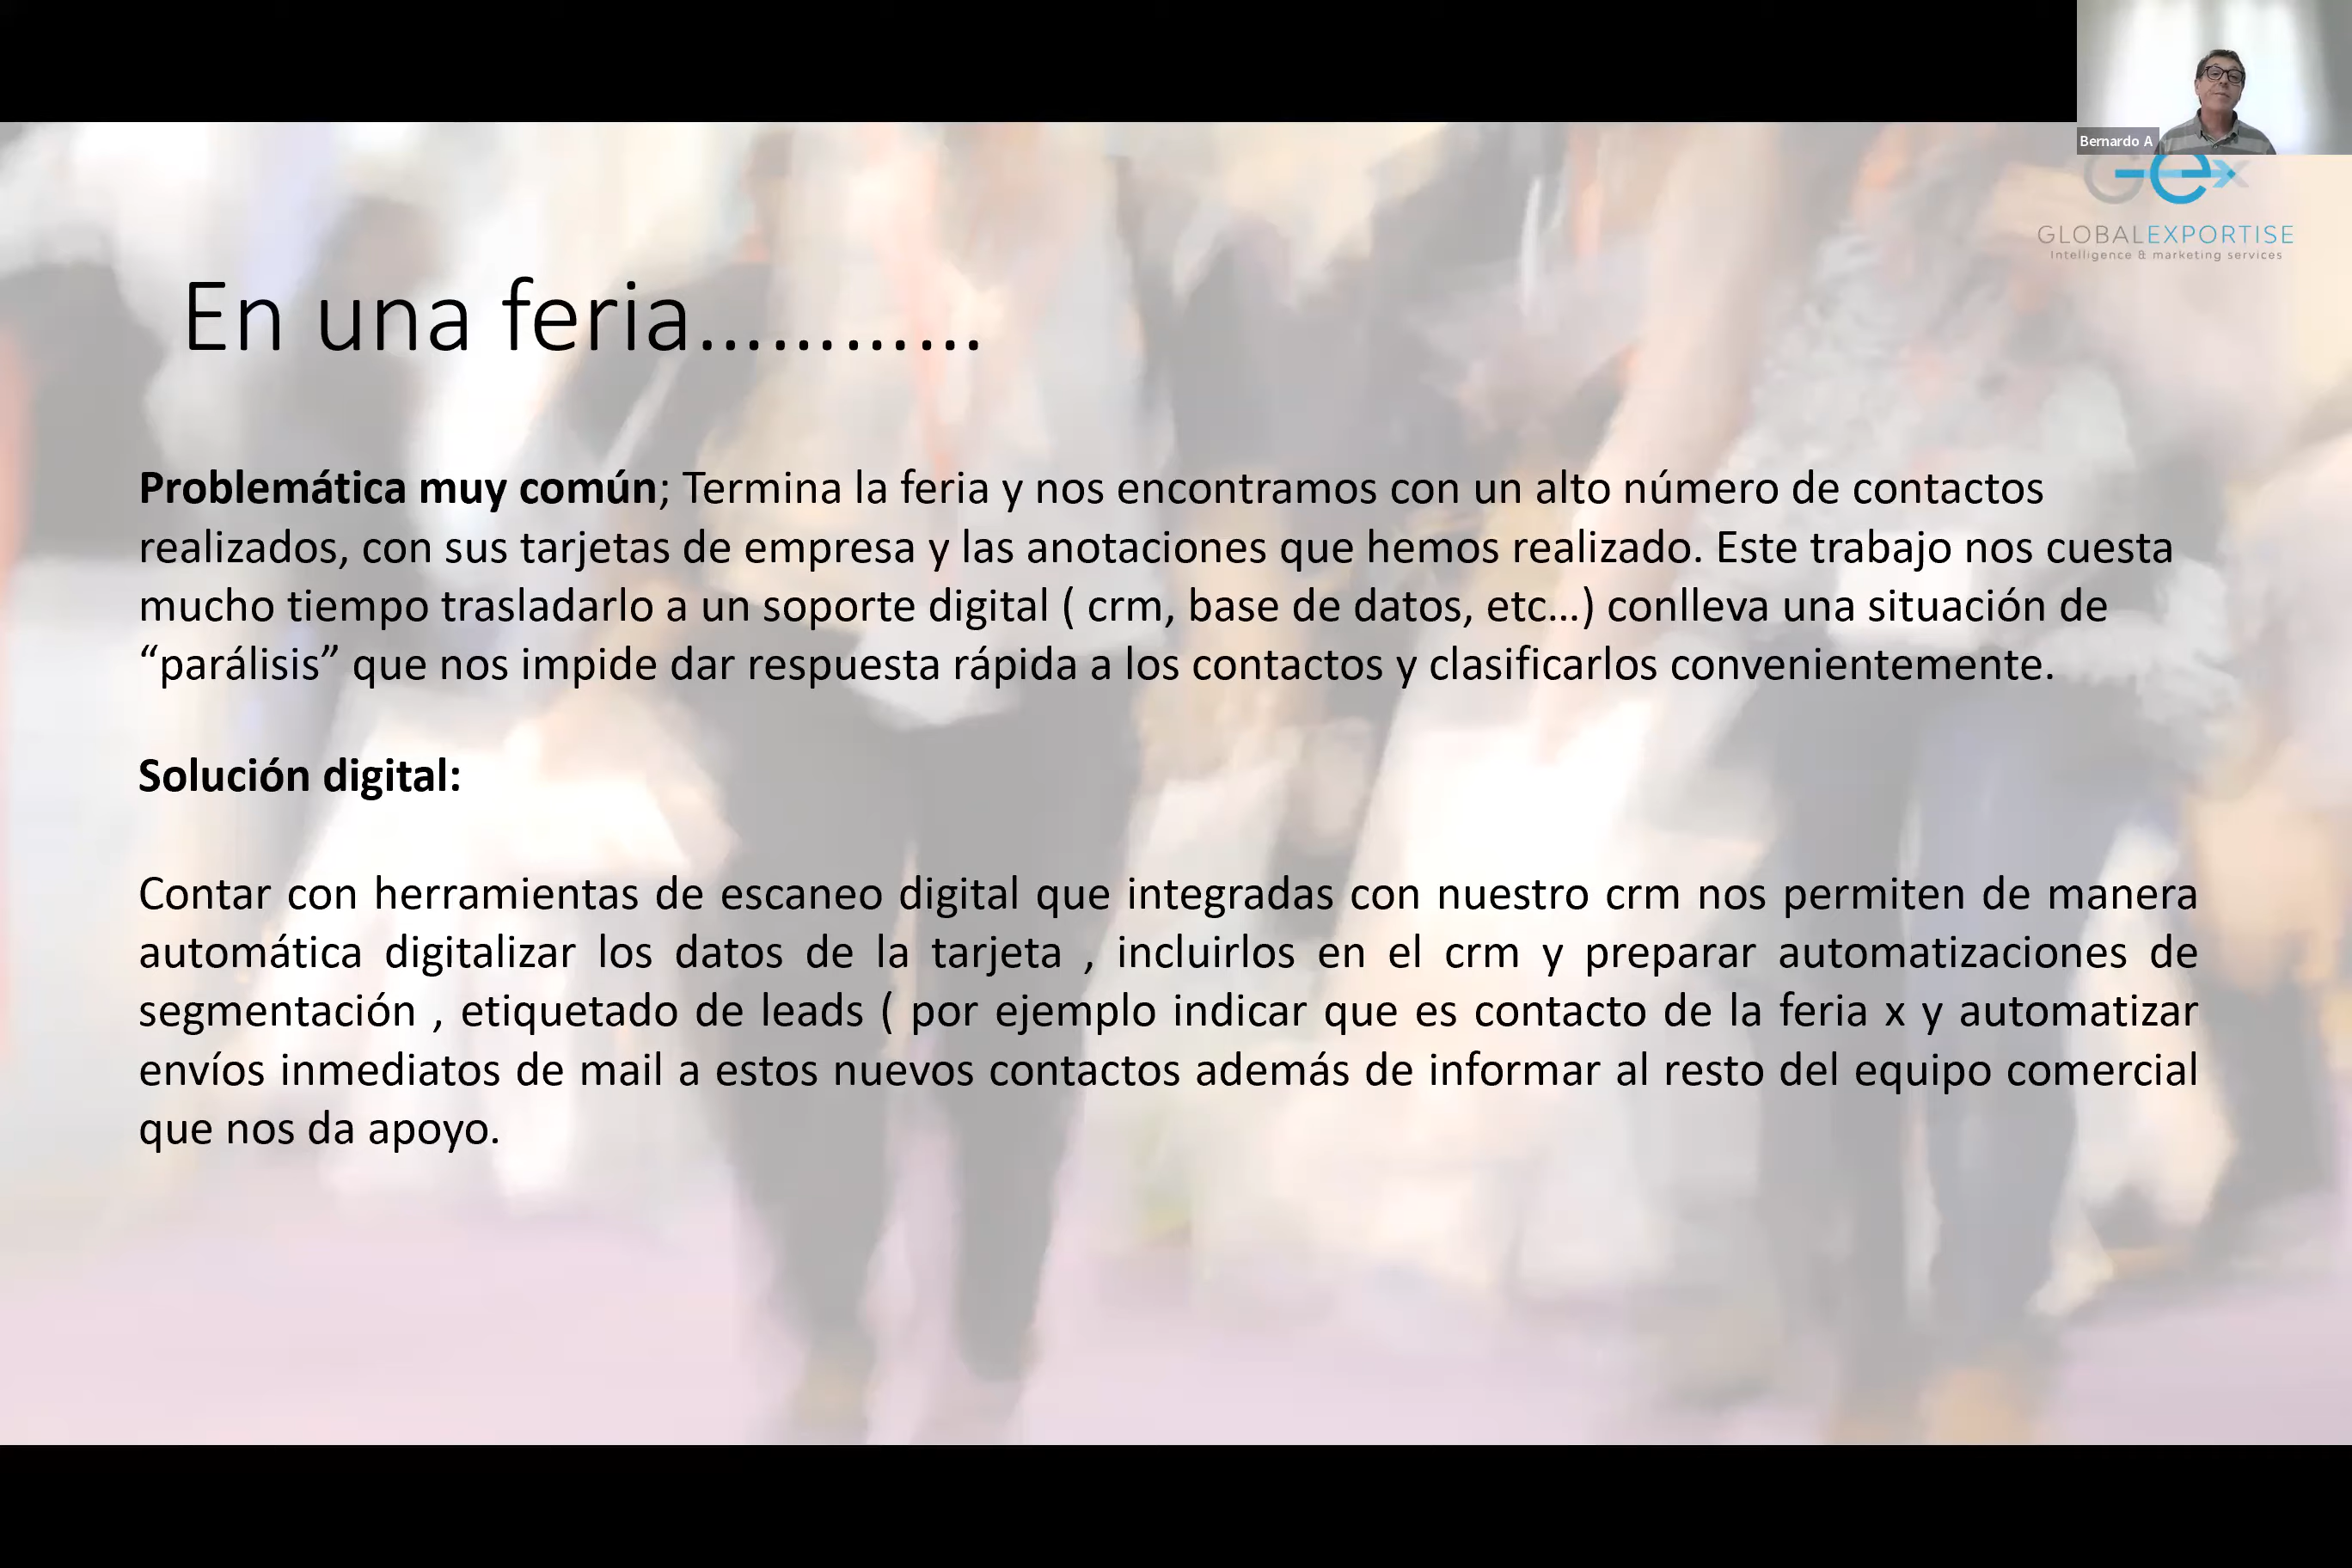 Bernardo A
Gex
GLOBALEXPORTISE
Intelligence & marketing services
En una feria…………
Problemática muy común; Termina la feria y nos encontramos con un alto número de contactos
realizados, con sus tarjetas de empresa y las anotaciones que hemos realizado. Este trabajo nos cuesta
mucho tiempo trasladarlo a un soporte digital ( crm, base de datos, etc…) conlleva una situación de
“parálisis” que nos impide dar respuesta rápida a los contactos y clasificarlos convenientemente.
Solución digital:
Contar con herramientas de escaneo digital que integradas con nuestro crm nos permiten de manera
automática digitalizar los datos de la tarjeta , incluirlos en el crm y preparar automatizaciones de
segmentación , etiquetado de leads ( por ejemplo indicar que es contacto de la feria x y automatizar
envíos inmediatos de mail a estos nuevos contactos además de informar al resto del equipo comercial
que nos da apoyo.